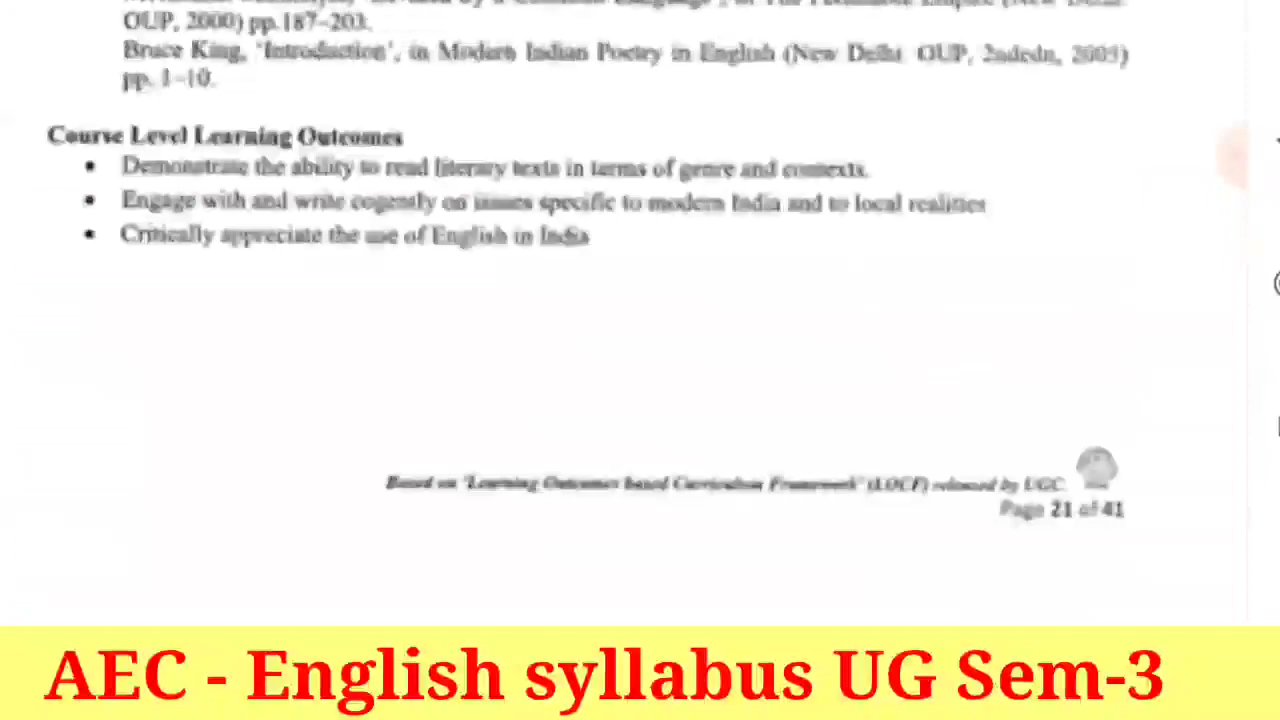 OUP, 2000) pp.187–203.
Bruce King, 'Introduction', in Modern Indian Poetry in English (New Delhi: OUP, 2ndedn, 2005)
pp. 1–10.
Course Level Learning Outcomes
• Demonstrate the ability to read literary texts in terms of genre and contexts.
• Engage with and write cogently on issues specific to modern India and to local realities
• Critically appreciate the use of English in India
Based on 'Learning Outcomes based Curriculum Framework' (LOCF) released by UGC.
Page 21 of 41
AEC - English syllabus UG Sem-3